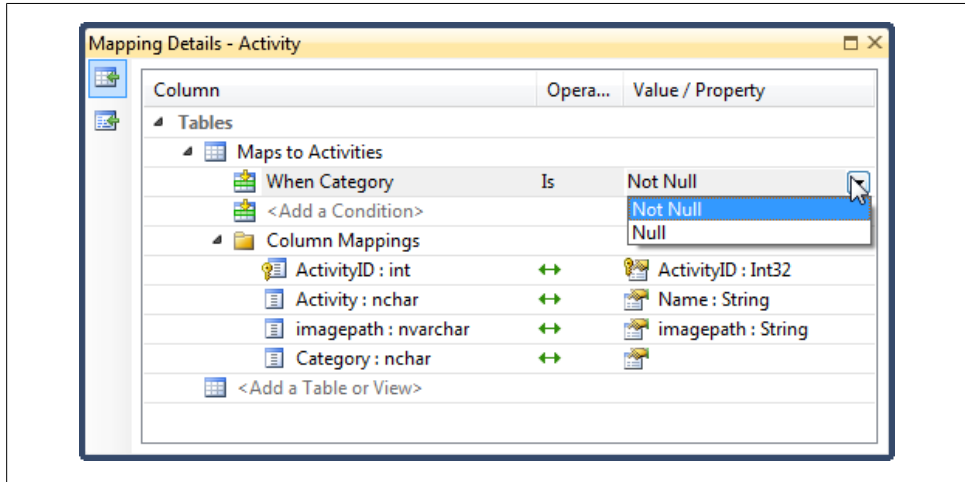 Mapping Details - Activity
Column Opera... Value / Property
Tables
Maps to Activities
When Category Is Not Null
<Add a Condition> Not Null
Null
Column Mappings
ActivityID : int ActivityID : Int32
Activity : nchar Name : String
imagepath : nvarchar imagepath : String
Category : nchar
<Add a Table or View>